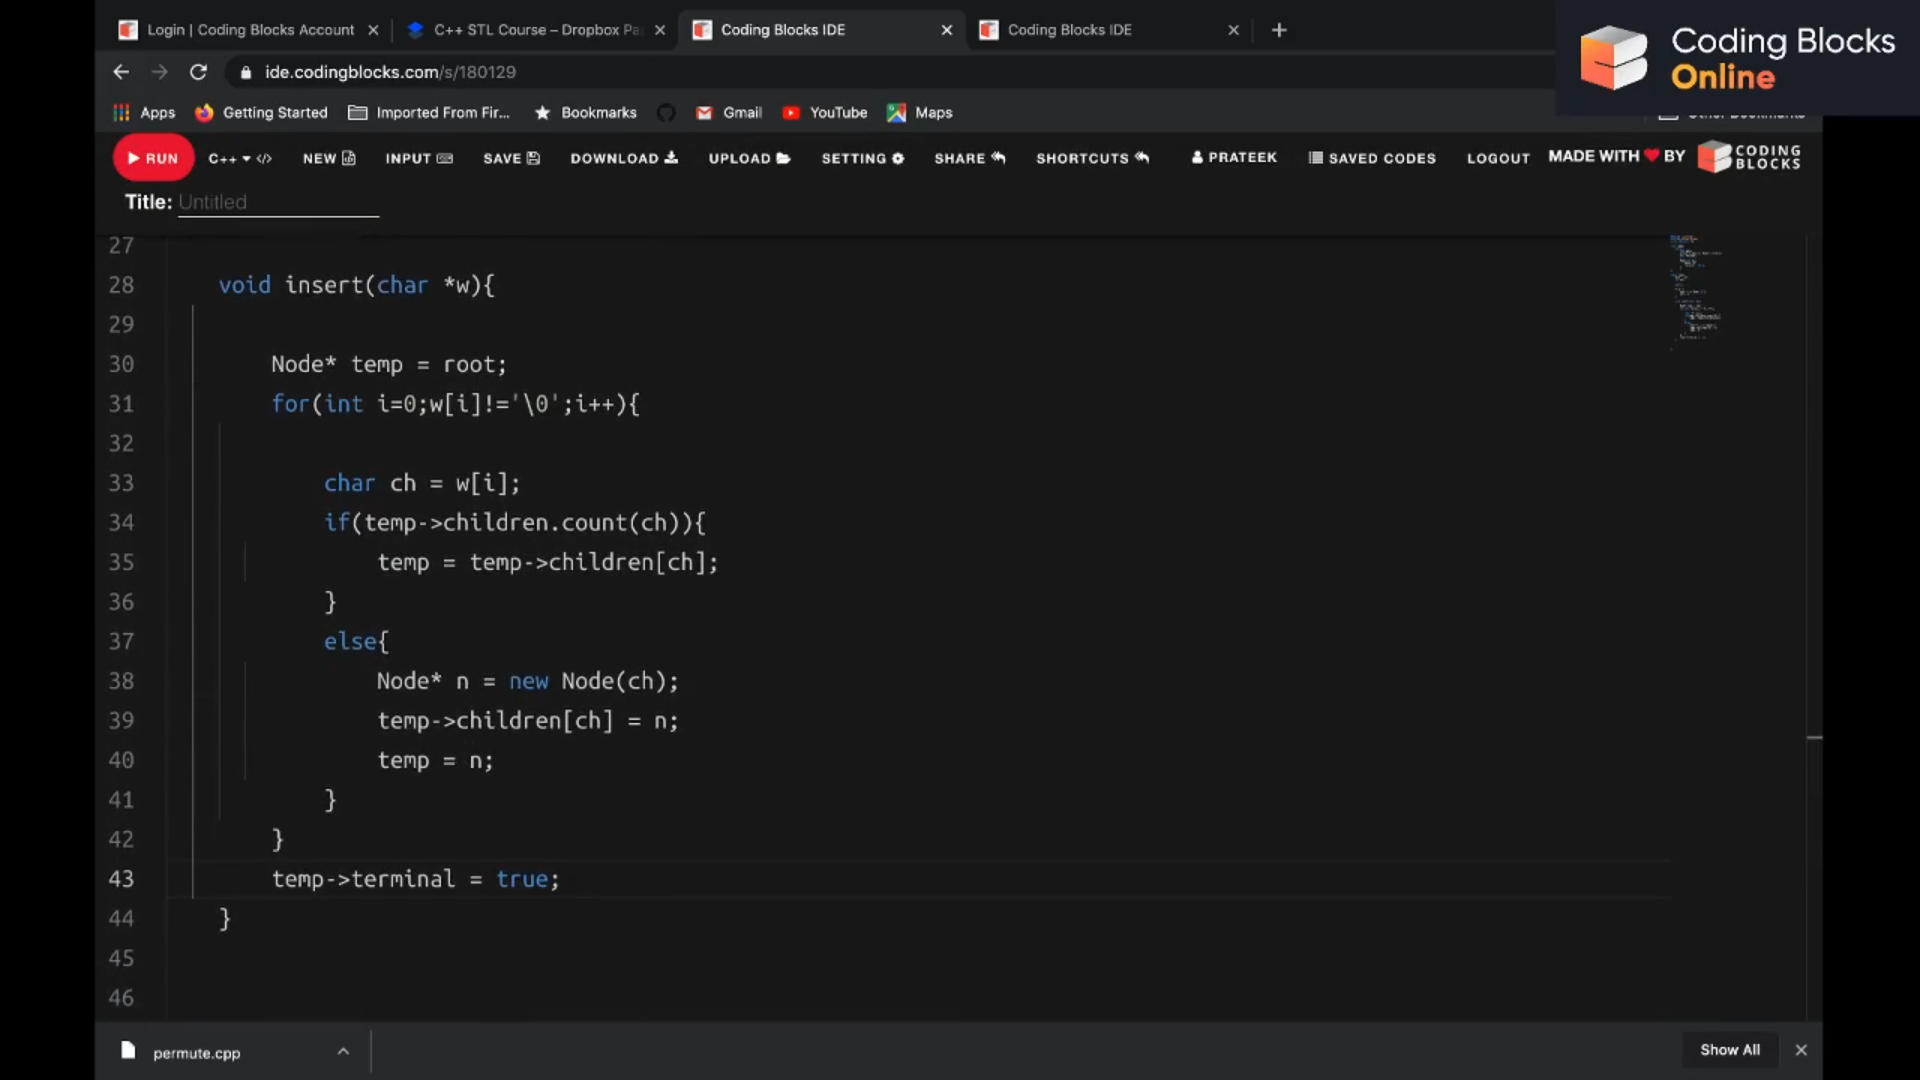 Login | Coding Blocks Account
C++ STL Course – Dropbox Pa
Coding Blocks IDE
Coding Blocks IDE
Coding Blocks
Online
ide.codingblocks.com/s/180129
Apps
Getting Started
Imported From Fir...
Bookmarks
Gmail
YouTube
Maps
RUN
C++
NEW
INPUT
SAVE
DOWNLOAD
UPLOAD
SETTING
SHARE
SHORTCUTS
PRATEEK
SAVED CODES
LOGOUT
MADE WITH BY
CODING
BLOCKS
Title: Untitled
27
28 void insert(char *w){
29
30 Node* temp = root;
31 for(int i=0;w[i]!='\0';i++){
32
33 char ch = w[i];
34 if(temp->children.count(ch)){
35 temp = temp->children[ch];
36 }
37 else{
38 Node* n = new Node(ch);
39 temp->children[ch] = n;
40 temp = n;
41 }
42 }
43 temp->terminal = true;
44 }
45
46
permute.cpp
Show All